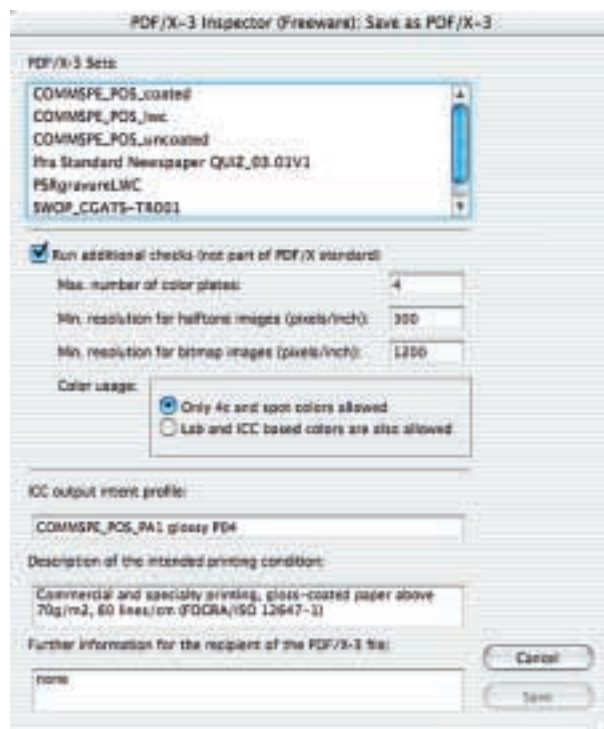 PDF/X-3 Inspector (Freeware): Save as PDF/X-3
PDF/X-3 Sets
COMMSPE_POS_coated
COMMSPE_POS_lwc
COMMSPE_POS_uncoated
Ifra Standard Newspaper QUIZ_03.01V1
PSRgravureLWC
SWOP_CGATS-TR001
Run additional checks (not part of PDF/X standard)
Max. number of color plates: 4
Min. resolution for halftone images (pixels/inch): 300
Min. resolution for bitmap images (pixels/inch): 1200
Color usage:
Only 4c and spot colors allowed
Lab and ICC based colors are also allowed
ICC output intent profile:
COMMSPE_POS_PA1 glossy P04
Description of the intended printing condition:
Commercial and specialty printing, gloss-coated paper above
70g/m2, 60 lines/cm (FOGRA/ISO 12647-1)
Further information for the recipient of the PDF/X-3 file:
none
Cancel
Save